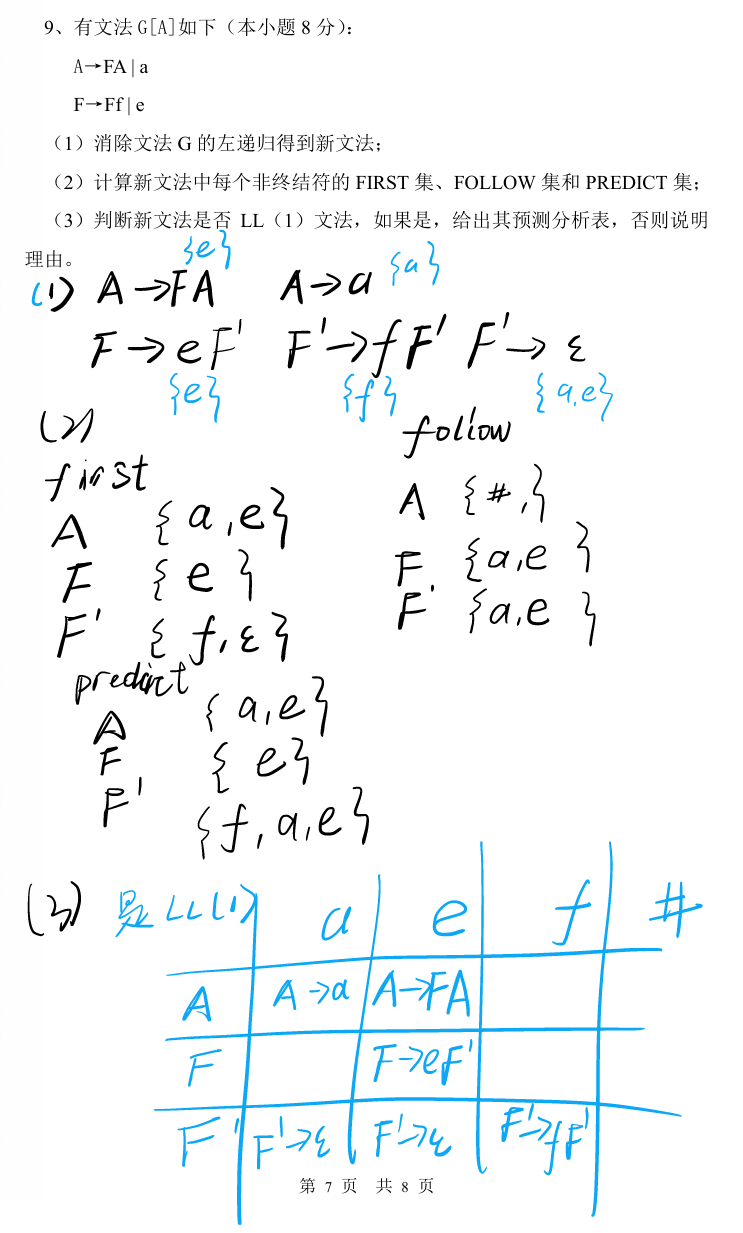 9、有文法 G[A]如下（本小题 8 分）：
A→FA | a
F→Ff | e
（1）消除文法 G 的左递归得到新文法；
（2）计算新文法中每个非终结符的 FIRST 集、FOLLOW 集和 PREDICT 集；
（3）判断新文法是否 LL（1）文法，如果是，给出其预测分析表，否则说明
理由。
{e} {a}
(1) A→FA A→a
F→eF' F'→fF' F'→ε
{e} {f} {a,e}
(2) follow
first
A {a,e} A {#,}
F {e} F {a,e}
F' {f,ε} F' {a,e}
predict
A {a,e}
F {e}
F' {f,a,e}
(3) 是LL(1) a e f #
A A→a A→FA
F F→eF'
F' F'→ε F'→ε F'→fF'
第 7 页 共 8 页